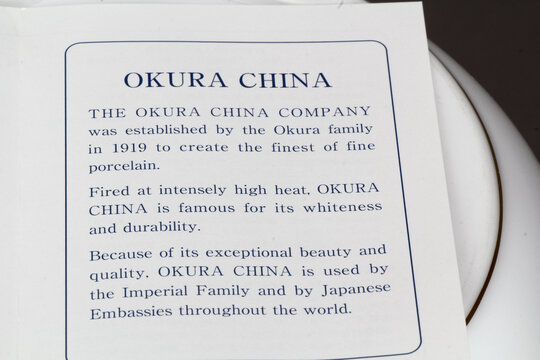 OKURA CHINA
THE OKURA CHINA COMPANY
was established by the Okura family
in 1919 to create the finest of fine
porcelain.
Fired at intensely high heat, OKURA
CHINA is famous for its whiteness
and durability.
Because of its exceptional beauty and
quality, OKURA CHINA is used by
the Imperial Family and by Japanese
Embassies throughout the world.